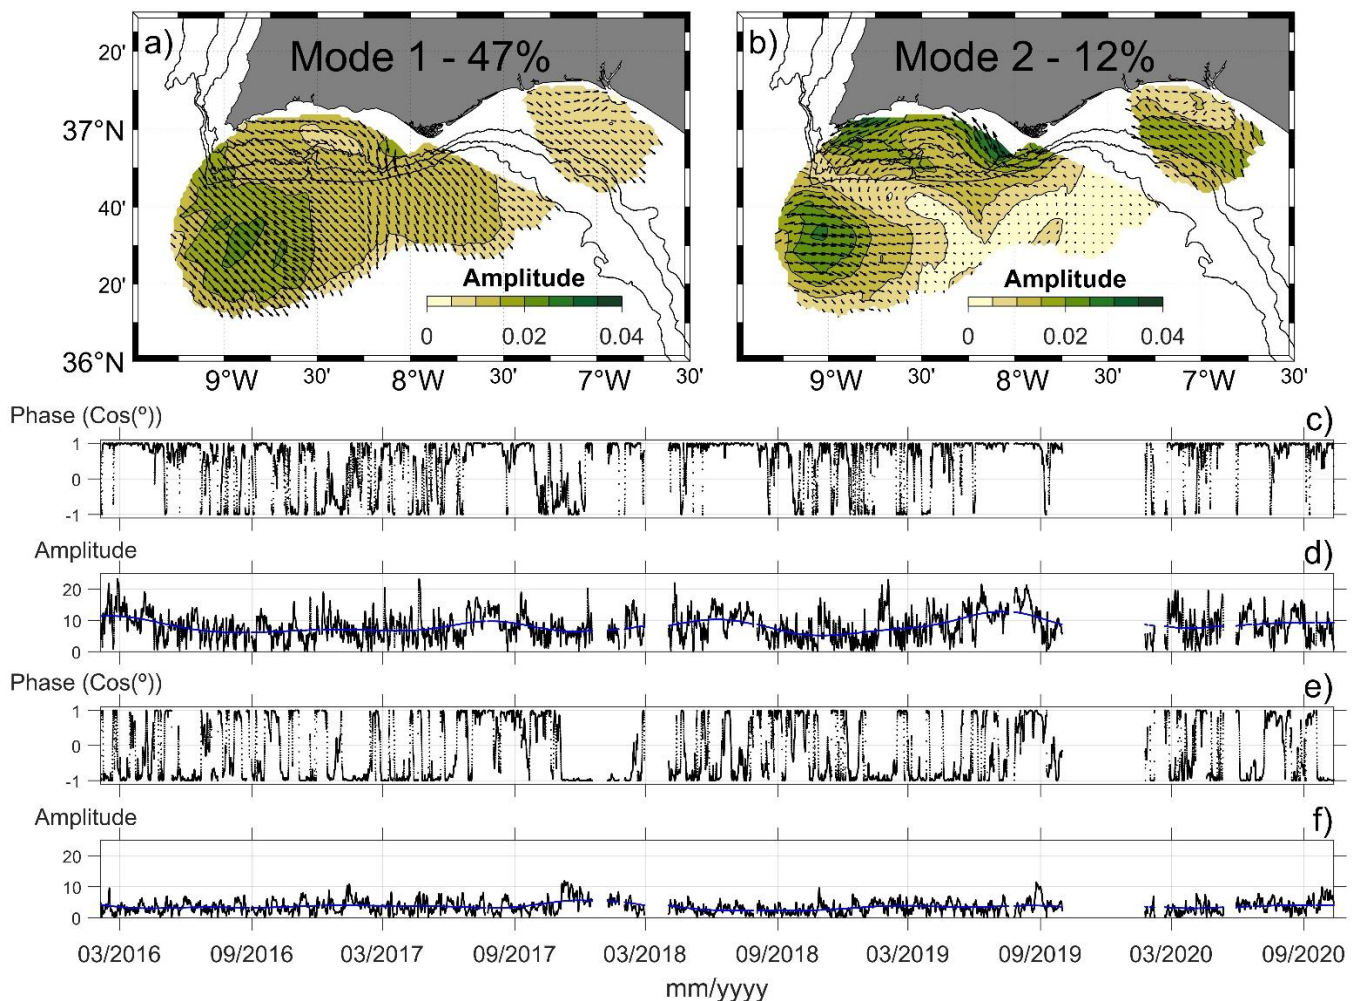 a)
Mode 1 - 47%
b)
Mode 2 - 12%
20'
37°N
40'
20'
36°N
Amplitude
0 0.02 0.04
Amplitude
0 0.02 0.04
9°W 30' 8°W 30' 7°W 30'
9°W 30' 8°W 30' 7°W 30'
Phase (Cos(º))
c)
1
0
-1
Amplitude
d)
20
10
0
Phase (Cos(º))
e)
1
0
-1
Amplitude
f)
20
10
0
03/2016 09/2016 03/2017 09/2017 03/2018 09/2018 03/2019 09/2019 03/2020 09/2020
mm/yyyy